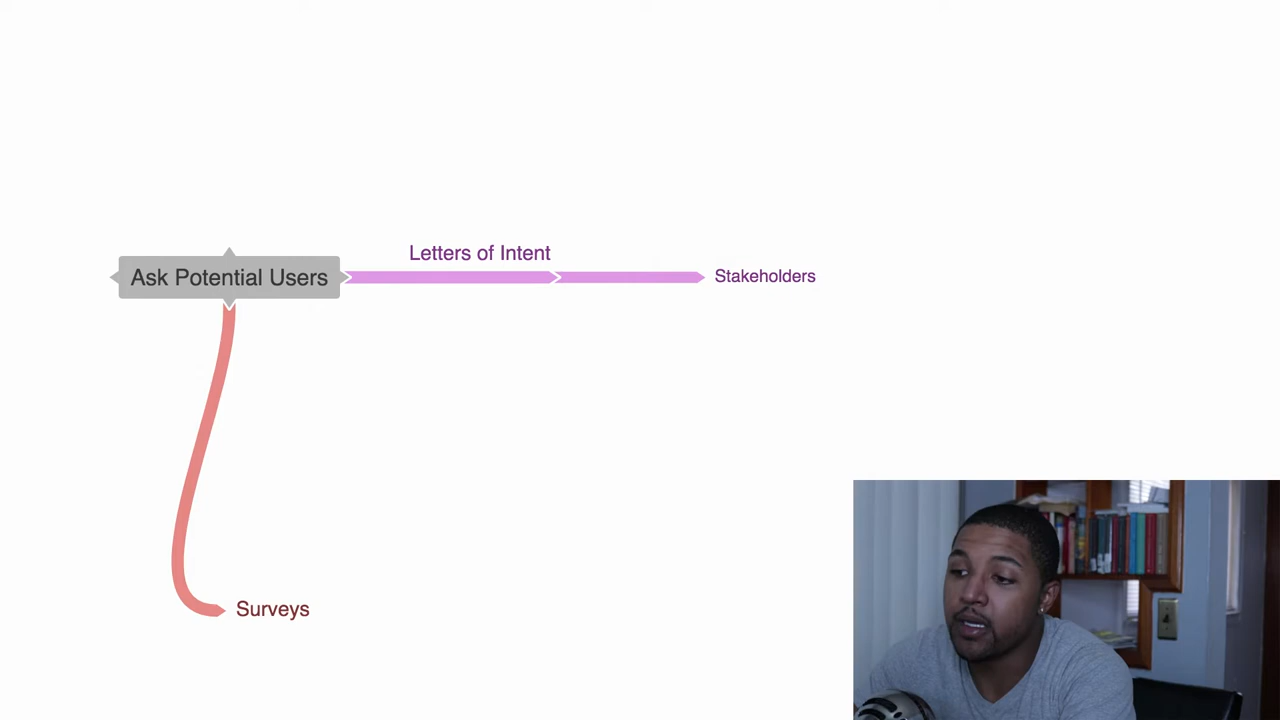 Letters of Intent
Ask Potential Users
Stakeholders
Surveys